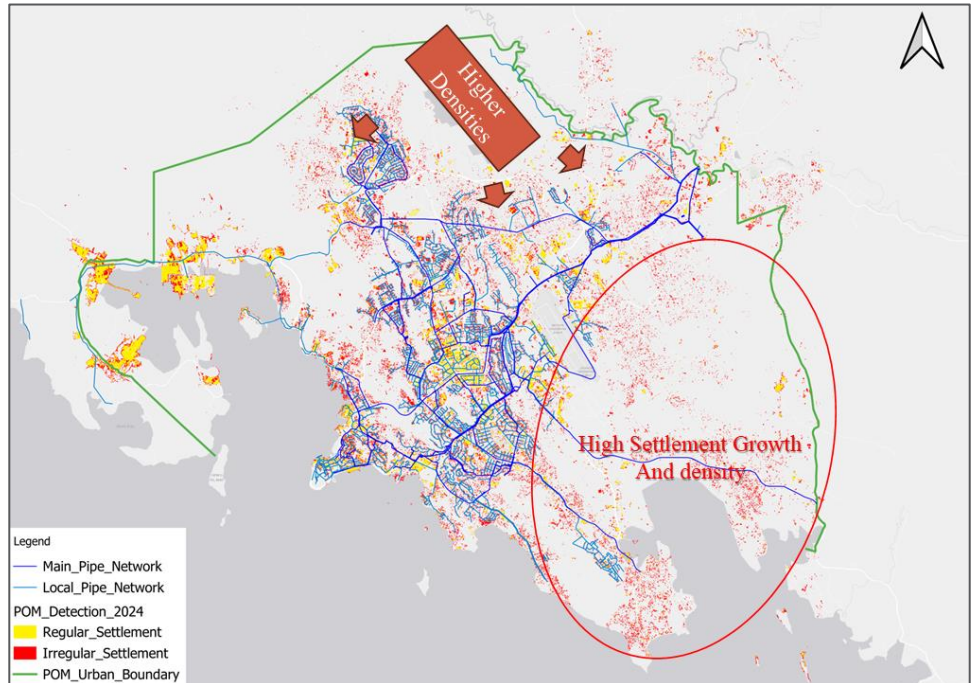 Higher
Densities
High Settlement Growth
And density
Legend
Main_Pipe_Network
Local_Pipe_Network
POM_Detection_2024
Regular_Settlement
Irregular_Settlement
POM_Urban_Boundary